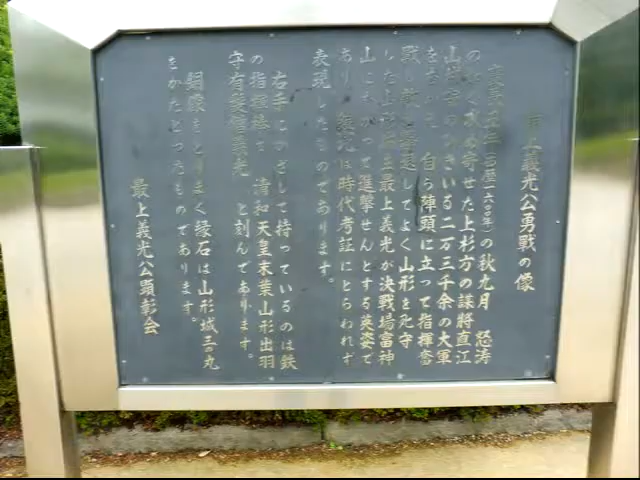 最上義光公勇戦の像
慶長五年(西暦一六〇〇年)の秋九月 怒涛
のごとく攻め寄せた上杉方の謀将直江
山城守のひきいる二万三千余の大軍
をむかえ 自ら陣頭に立って指揮奮
戦し敵を撃退してよく山形を死守
した山形城主最上義光が決戦場富神
山にむかって進撃せんとする英姿で
あり 甲冑は時代考証にとらわれず
表現したものであります。
右手にかざして持っているのは鉄
の指揮棒で 清和天皇末葉山形出羽
守有髪僧義光 と刻んであります。
銅像をとりまく縁石は山形城三の丸
をかたどったものであります。
最上義光公顕彰会